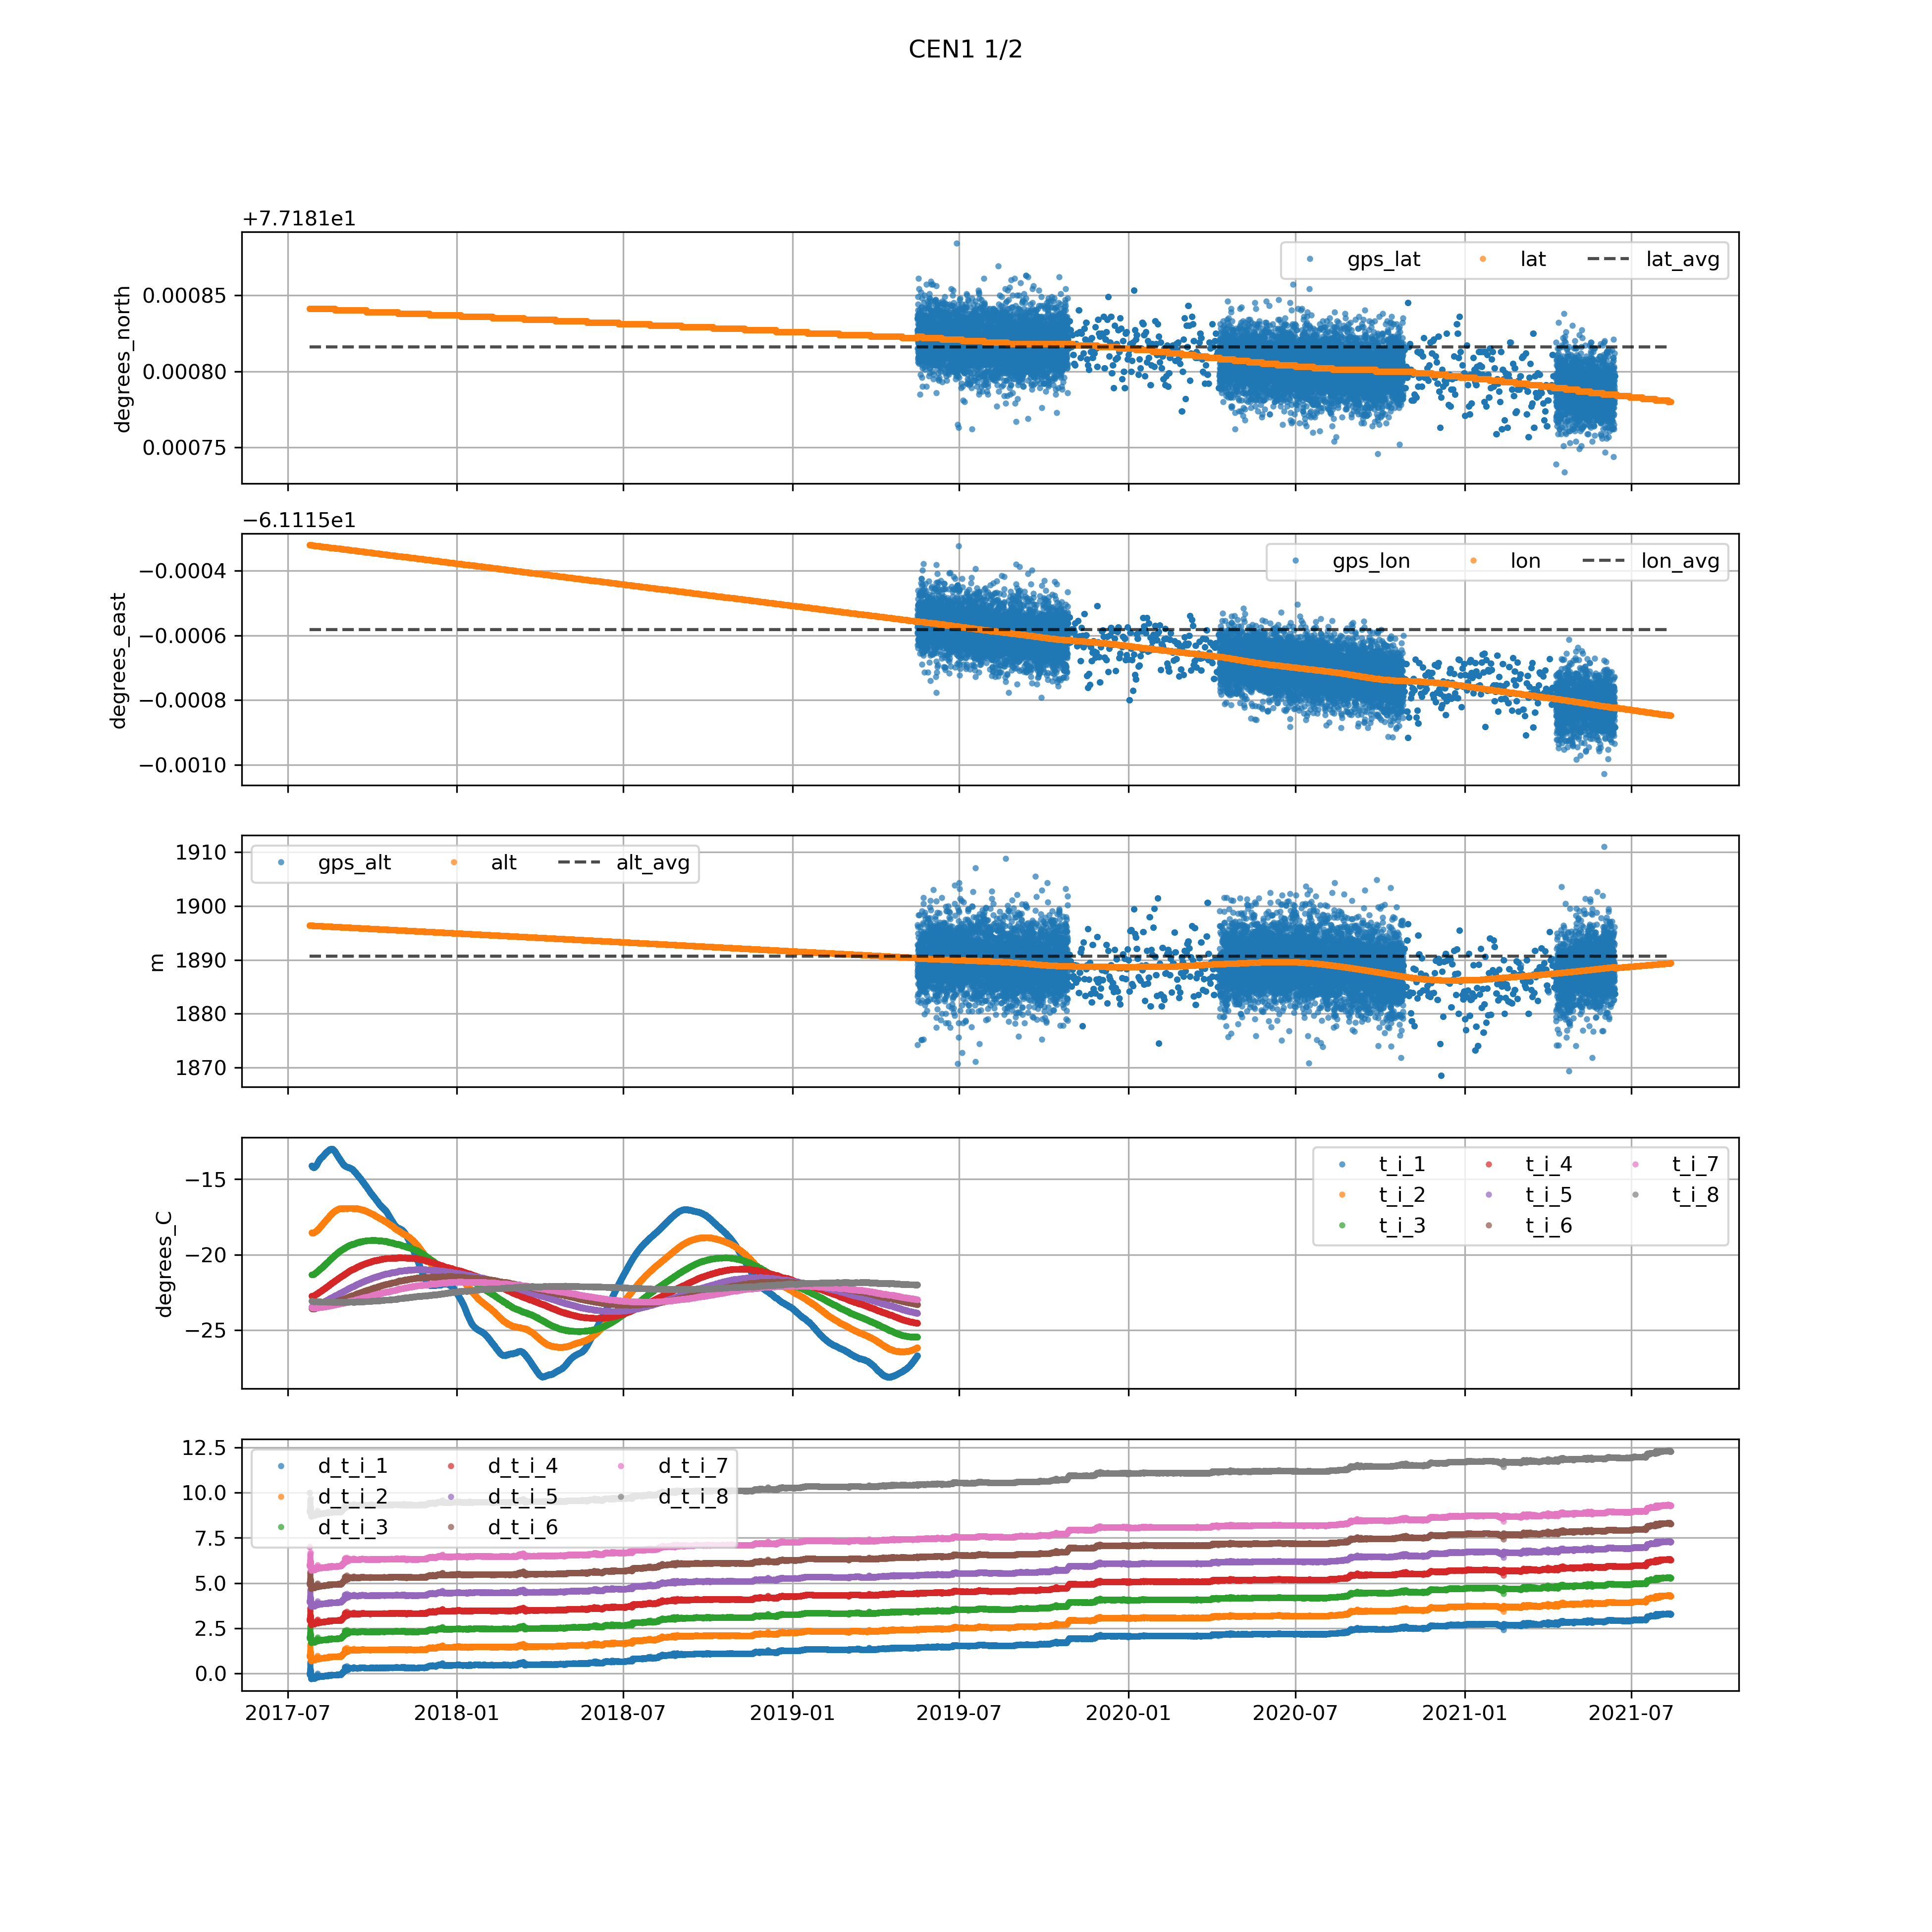 CEN1 1/2
+7.7181e1
gps_lat lat lat_avg
0.00085
0.00080
0.00075
degrees_north
−6.1115e1
gps_lon lon lon_avg
−0.0004
−0.0006
−0.0008
−0.0010
degrees_east
gps_alt alt alt_avg
1910
1900
1890
1880
1870
m
t_i_1 t_i_4 t_i_7
t_i_2 t_i_5 t_i_8
t_i_3 t_i_6
−15
−20
−25
degrees_C
d_t_i_1 d_t_i_4 d_t_i_7
d_t_i_2 d_t_i_5 d_t_i_8
d_t_i_3 d_t_i_6
12.5
10.0
7.5
5.0
2.5
0.0
2017-07 2018-01 2018-07 2019-01 2019-07 2020-01 2020-07 2021-01 2021-07